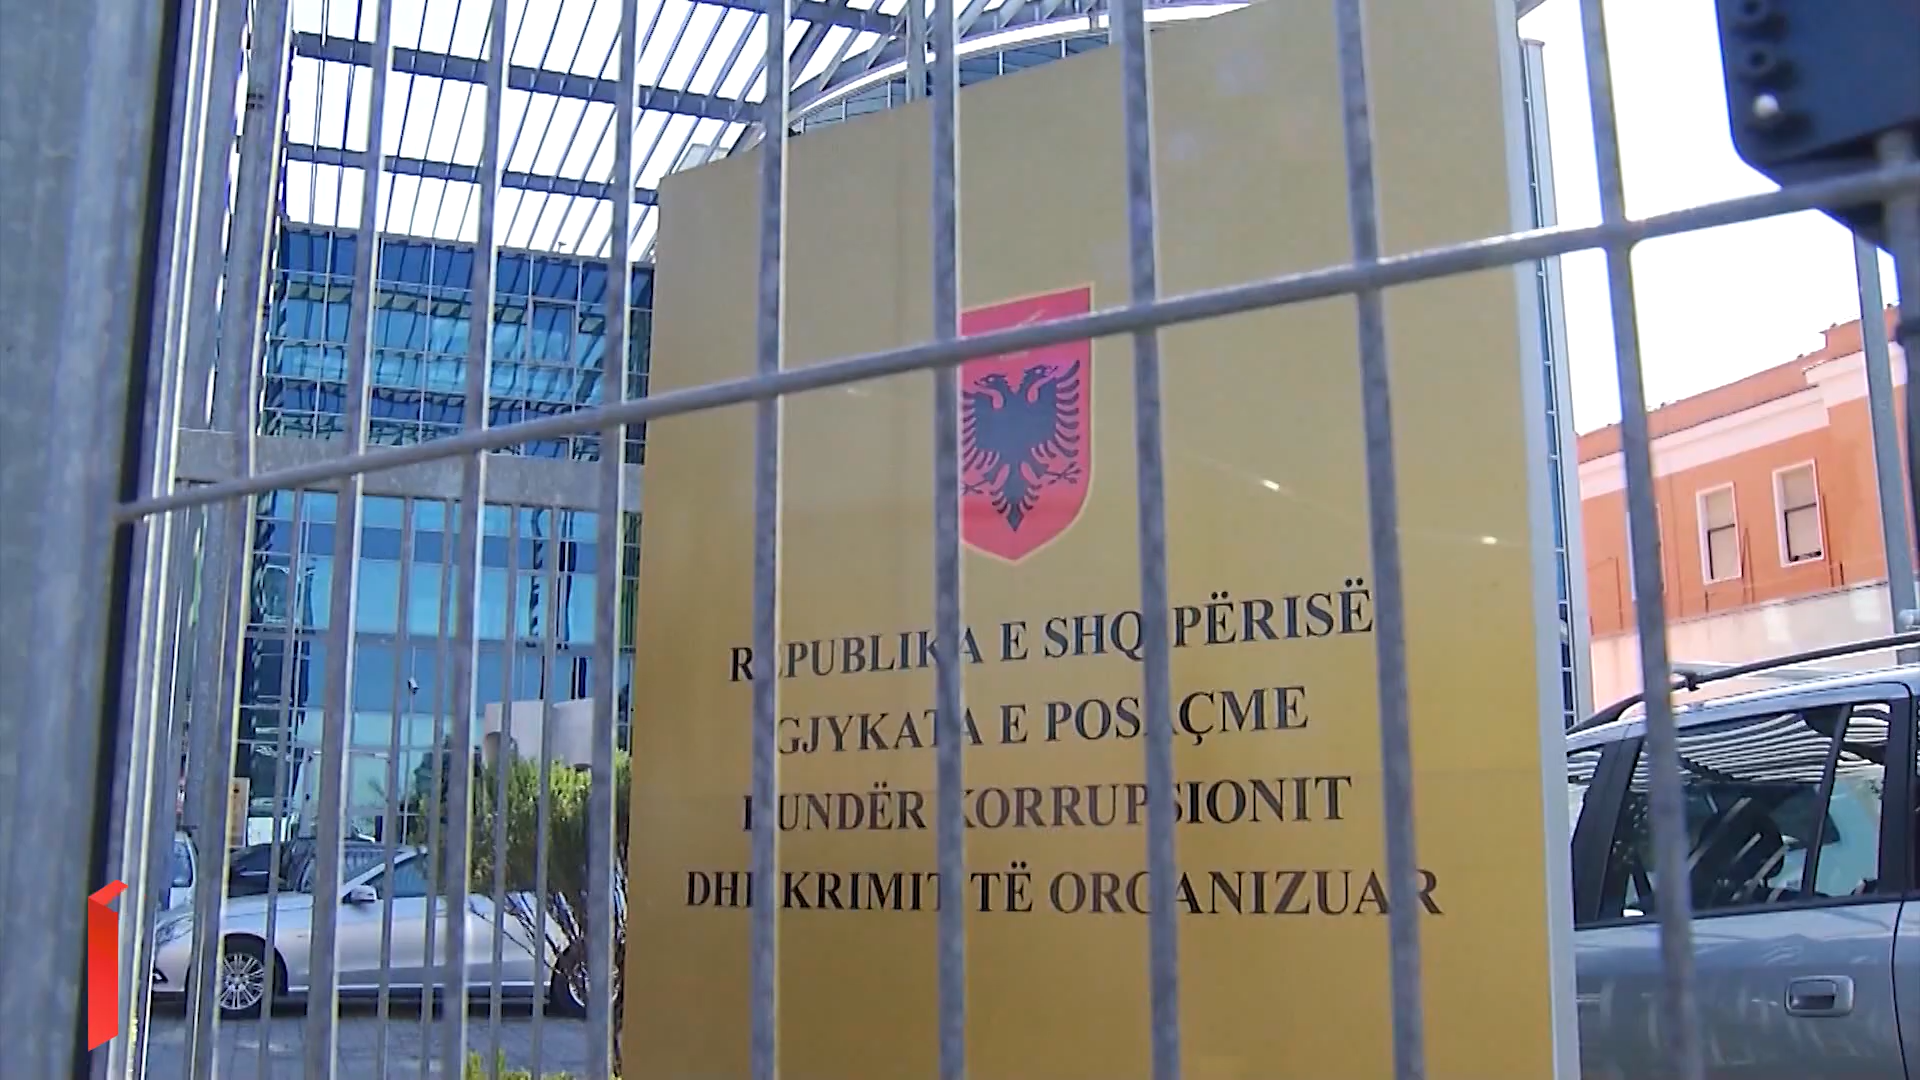 REPUBLIKA E SHQIPËRISË
GJYKATA E POSAÇME
KUNDËR KORRUPSIONIT
DHE KRIMIT TË ORGANIZUAR